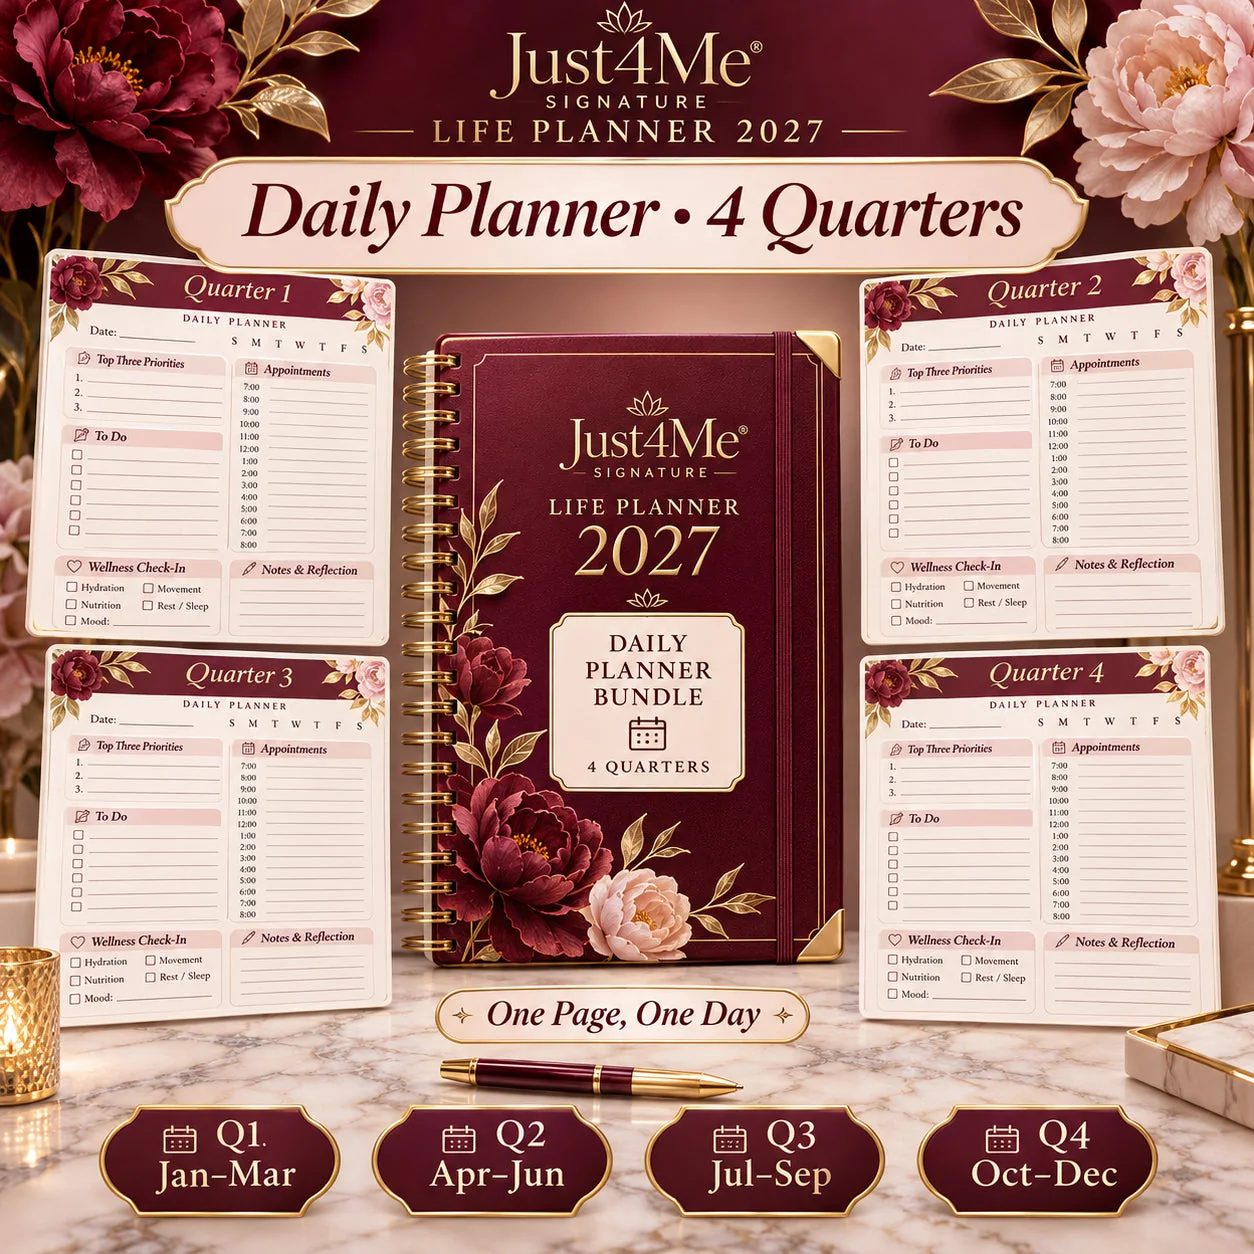 Just4Me®
SIGNATURE
LIFE PLANNER 2027
Daily Planner • 4 Quarters
Quarter 1
DAILY PLANNER
Date:
S M T W T F S
Top Three Priorities
1.
2.
3.
To Do
Appointments
7:00
8:00
9:00
10:00
11:00
12:00
1:00
2:00
3:00
4:00
5:00
6:00
7:00
8:00
Wellness Check-In
Hydration
Movement
Nutrition
Rest / Sleep
Mood:
Notes & Reflection
Quarter 2
DAILY PLANNER
Date:
S M T W T F S
Top Three Priorities
1.
2.
3.
To Do
Appointments
7:00
8:00
9:00
10:00
11:00
12:00
1:00
2:00
3:00
4:00
5:00
6:00
7:00
8:00
Wellness Check-In
Hydration
Movement
Nutrition
Rest / Sleep
Mood:
Notes & Reflection
Just4Me®
SIGNATURE
LIFE PLANNER
2027
DAILY
PLANNER
BUNDLE
4 QUARTERS
Quarter 3
DAILY PLANNER
Date:
S M T W T F S
Top Three Priorities
1.
2.
3.
To Do
Appointments
7:00
8:00
9:00
10:00
11:00
12:00
1:00
2:00
3:00
4:00
5:00
6:00
7:00
8:00
Wellness Check-In
Hydration
Movement
Nutrition
Rest / Sleep
Mood:
Notes & Reflection
Quarter 4
DAILY PLANNER
Date:
S M T W T F S
Top Three Priorities
1.
2.
3.
To Do
Appointments
7:00
8:00
9:00
10:00
11:00
12:00
1:00
2:00
3:00
4:00
5:00
6:00
7:00
8:00
Wellness Check-In
Hydration
Movement
Nutrition
Rest / Sleep
Mood:
Notes & Reflection
One Page, One Day
Q1.
Jan–Mar
Q2
Apr–Jun
Q3
Jul–Sep
Q4
Oct–Dec